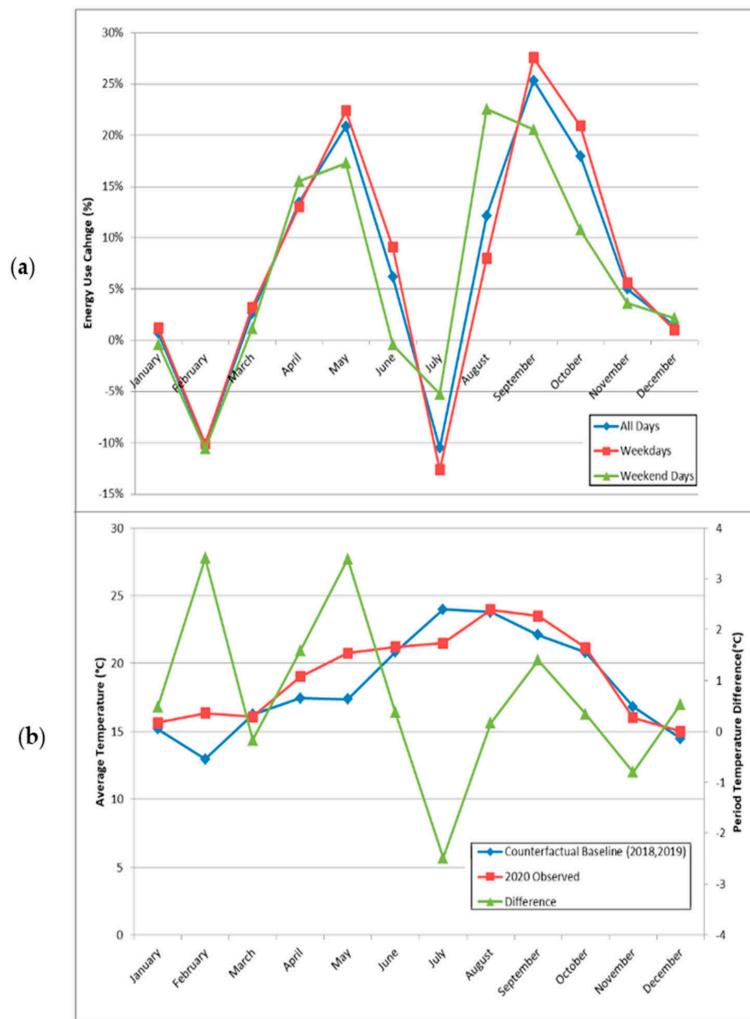 (a)
Energy Use Cahnge (%)
30%
25%
20%
15%
10%
5%
0%
-5%
-10%
-15%
January
February
March
April
May
June
July
August
September
October
November
December
All Days
Weekdays
Weekend Days
(b)
Average Temperature (°C)
30
25
20
15
10
5
0
4
3
2
1
0
-1
-2
-3
-4
Period Temperature Difference(°C)
Counterfactual Baseline (2018,2019)
2020 Observed
Difference
January
February
March
April
May
June
July
August
September
October
November
December